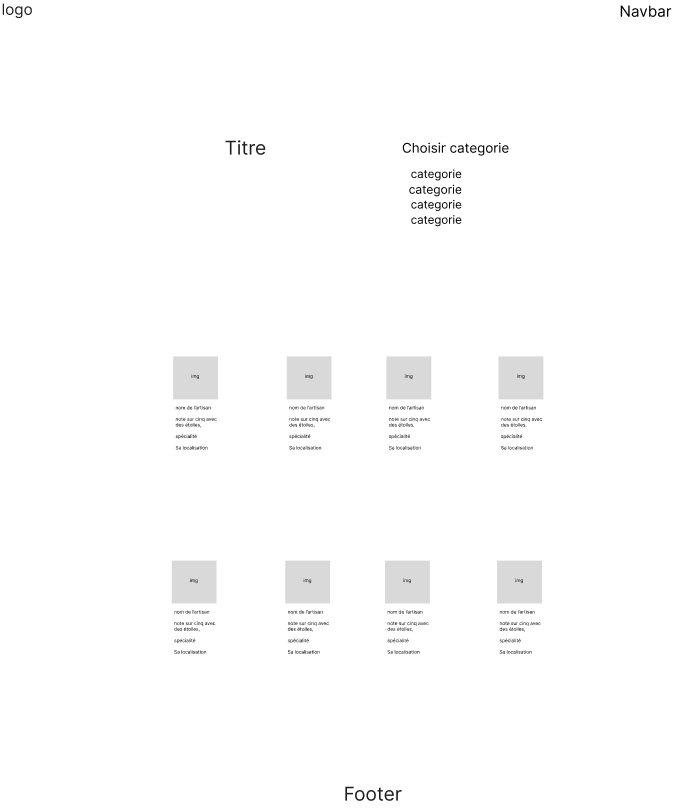 logo
Navbar
Titre
Choisir categorie
categorie
categorie
categorie
categorie
img
nom de l'artisan
note sur cinq avec
des étoiles,
spécialité
Sa localisation
img
nom de l'artisan
note sur cinq avec
des étoiles,
spécialité
Sa localisation
img
nom de l'artisan
note sur cinq avec
des étoiles,
spécialité
Sa localisation
img
nom de l'artisan
note sur cinq avec
des étoiles,
spécialité
Sa localisation
img
nom de l'artisan
note sur cinq avec
des étoiles,
spécialité
Sa localisation
img
nom de l'artisan
note sur cinq avec
des étoiles,
spécialité
Sa localisation
img
nom de l'artisan
note sur cinq avec
des étoiles,
spécialité
Sa localisation
img
nom de l'artisan
note sur cinq avec
des étoiles,
spécialité
Sa localisation
Footer